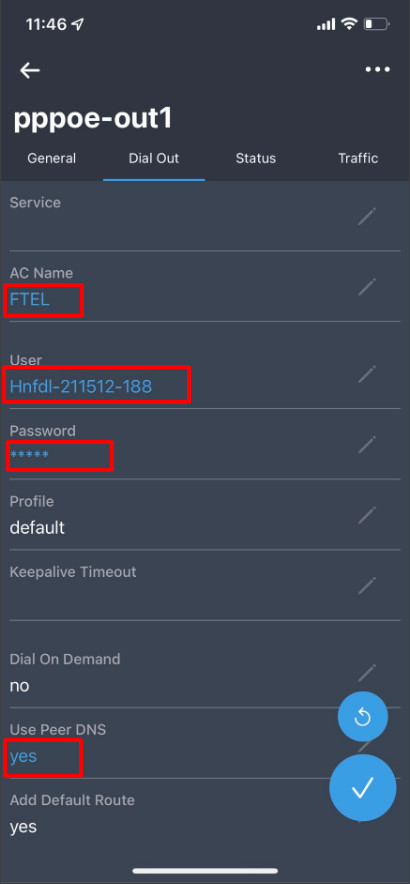 11:46
pppoe-out1
General Dial Out Status Traffic
Service
AC Name
FTEL
User
Hnfdl-211512-188
Password
*****
Profile
default
Keepalive Timeout
Dial On Demand
no
Use Peer DNS
yes
Add Default Route
yes